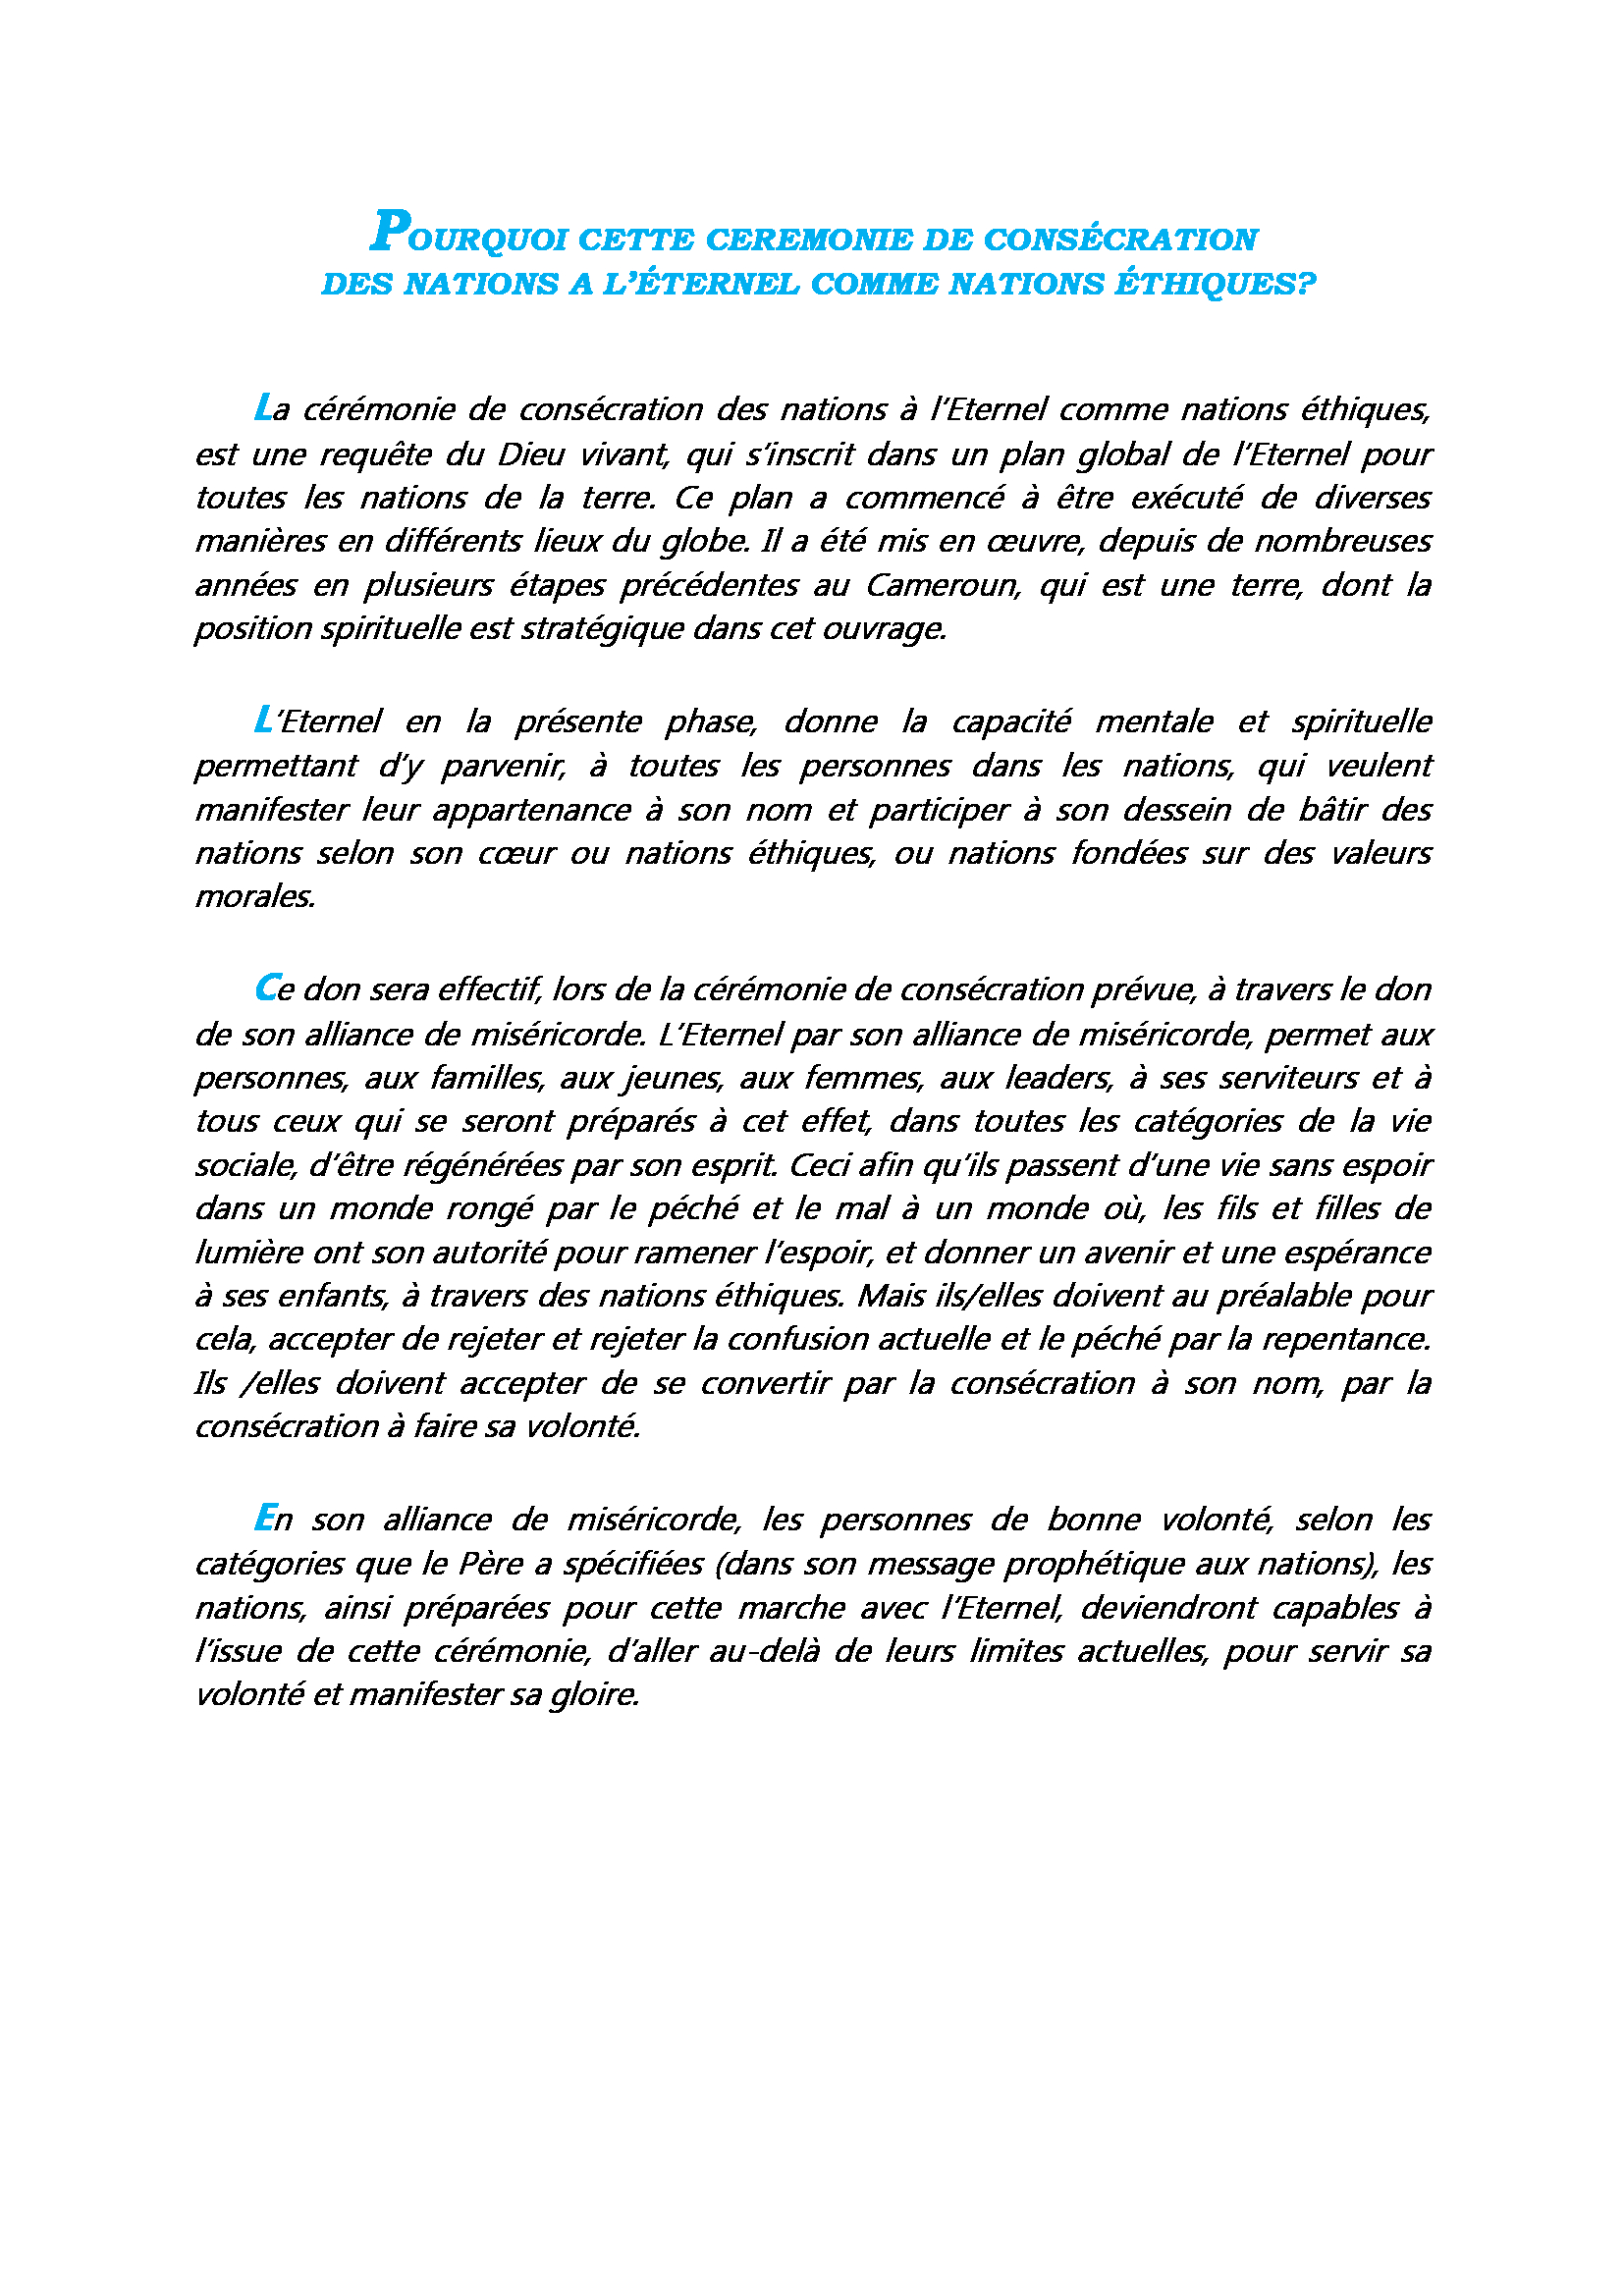 POURQUOI CETTE CEREMONIE DE CONSÉCRATION
DES NATIONS A L’ÉTERNEL COMME NATIONS ÉTHIQUES?
La cérémonie de consécration des nations à l’Eternel comme nations éthiques,
est une requête du Dieu vivant, qui s’inscrit dans un plan global de l’Eternel pour
toutes les nations de la terre. Ce plan a commencé à être exécuté de diverses
manières en différents lieux du globe. Il a été mis en œuvre, depuis de nombreuses
années en plusieurs étapes précédentes au Cameroun, qui est une terre, dont la
position spirituelle est stratégique dans cet ouvrage.
L’Eternel en la présente phase, donne la capacité mentale et spirituelle
permettant d’y parvenir, à toutes les personnes dans les nations, qui veulent
manifester leur appartenance à son nom et participer à son dessein de bâtir des
nations selon son cœur ou nations éthiques, ou nations fondées sur des valeurs
morales.
Ce don sera effectif, lors de la cérémonie de consécration prévue, à travers le don
de son alliance de miséricorde. L’Eternel par son alliance de miséricorde, permet aux
personnes, aux familles, aux jeunes, aux femmes, aux leaders, à ses serviteurs et à
tous ceux qui se seront préparés à cet effet, dans toutes les catégories de la vie
sociale, d’être régénérées par son esprit. Ceci afin qu’ils passent d’une vie sans espoir
dans un monde rongé par le péché et le mal à un monde où, les fils et filles de
lumière ont son autorité pour ramener l’espoir, et donner un avenir et une espérance
à ses enfants, à travers des nations éthiques. Mais ils/elles doivent au préalable pour
cela, accepter de rejeter et rejeter la confusion actuelle et le péché par la repentance.
Ils /elles doivent accepter de se convertir par la consécration à son nom, par la
consécration à faire sa volonté.
En son alliance de miséricorde, les personnes de bonne volonté, selon les
catégories que le Père a spécifiées (dans son message prophétique aux nations), les
nations, ainsi préparées pour cette marche avec l’Eternel, deviendront capables à
l’issue de cette cérémonie, d’aller au-delà de leurs limites actuelles, pour servir sa
volonté et manifester sa gloire.